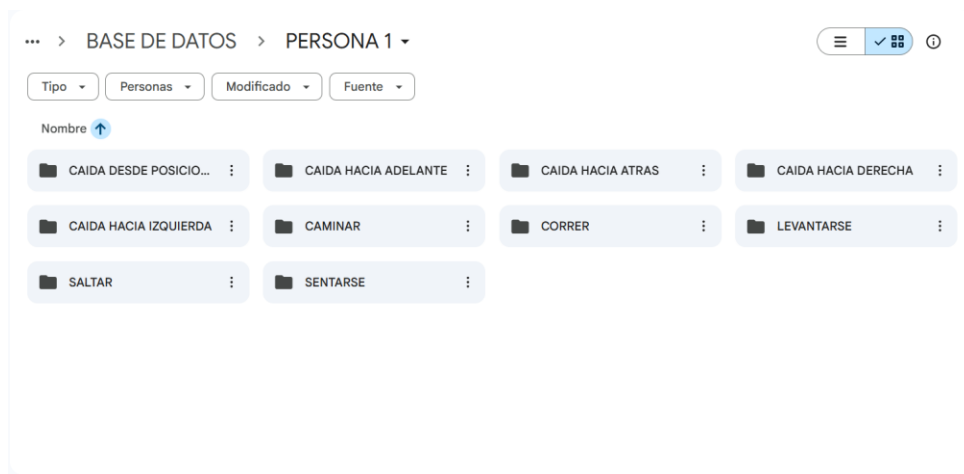 ... > BASE DE DATOS > PERSONA 1
Tipo Personas Modificado Fuente
Nombre
CAIDA DESDE POSICIO... CAIDA HACIA ADELANTE CAIDA HACIA ATRAS CAIDA HACIA DERECHA
CAIDA HACIA IZQUIERDA CAMINAR CORRER LEVANTARSE
SALTAR SENTARSE